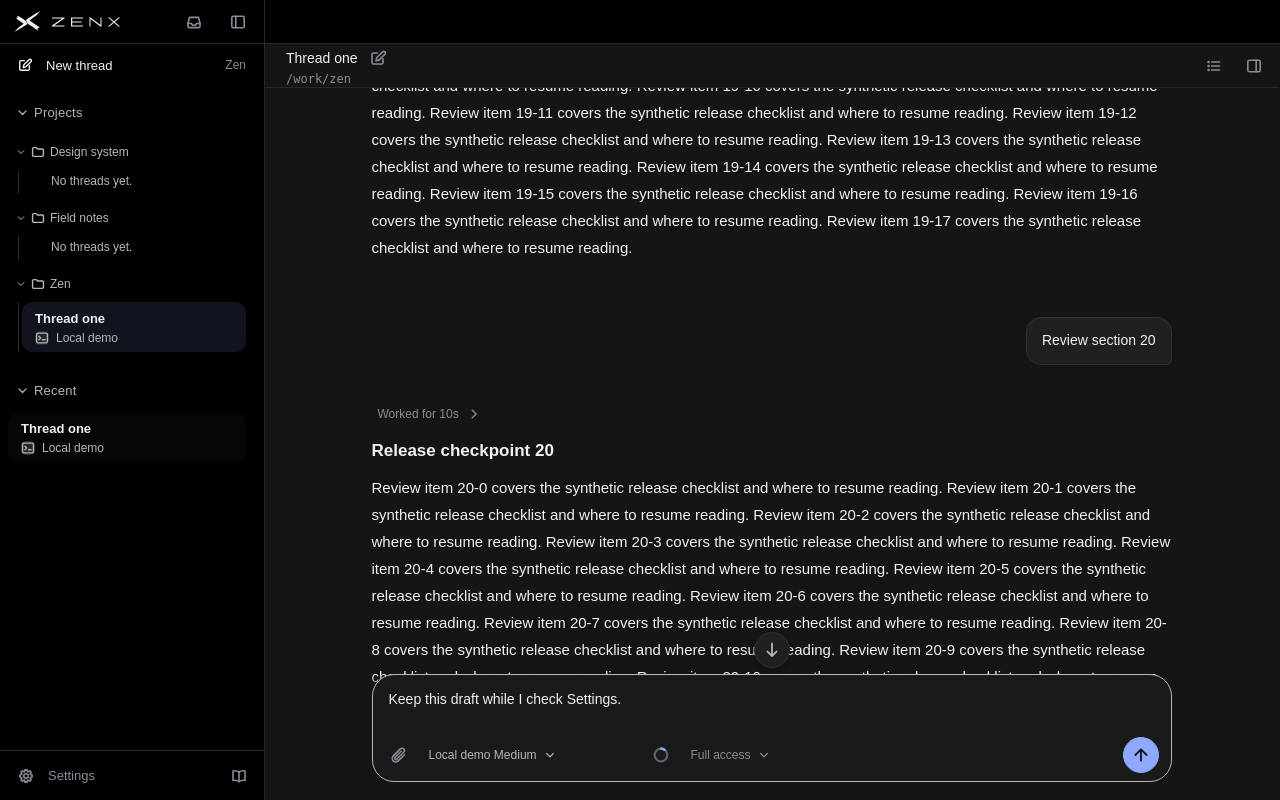 ZENX
New thread
Zen
Projects
Design system
No threads yet.
Field notes
No threads yet.
Zen
Thread one
Local demo
Recent
Thread one
Local demo
Settings
Thread one
/work/zen
reading. Review item 19-11 covers the synthetic release checklist and where to resume reading. Review item 19-12
covers the synthetic release checklist and where to resume reading. Review item 19-13 covers the synthetic release
checklist and where to resume reading. Review item 19-14 covers the synthetic release checklist and where to resume
reading. Review item 19-15 covers the synthetic release checklist and where to resume reading. Review item 19-16
covers the synthetic release checklist and where to resume reading. Review item 19-17 covers the synthetic release
checklist and where to resume reading.
Review section 20
Worked for 10s
Release checkpoint 20
Review item 20-0 covers the synthetic release checklist and where to resume reading. Review item 20-1 covers the
synthetic release checklist and where to resume reading. Review item 20-2 covers the synthetic release checklist and
where to resume reading. Review item 20-3 covers the synthetic release checklist and where to resume reading. Review
item 20-4 covers the synthetic release checklist and where to resume reading. Review item 20-5 covers the synthetic
release checklist and where to resume reading. Review item 20-6 covers the synthetic release checklist and where to
resume reading. Review item 20-7 covers the synthetic release checklist and where to resume reading. Review item 20-
8 covers the synthetic release checklist and where to reading. Review item 20-9 covers the synthetic release
Keep this draft while I check Settings.
Local demo Medium
Full access